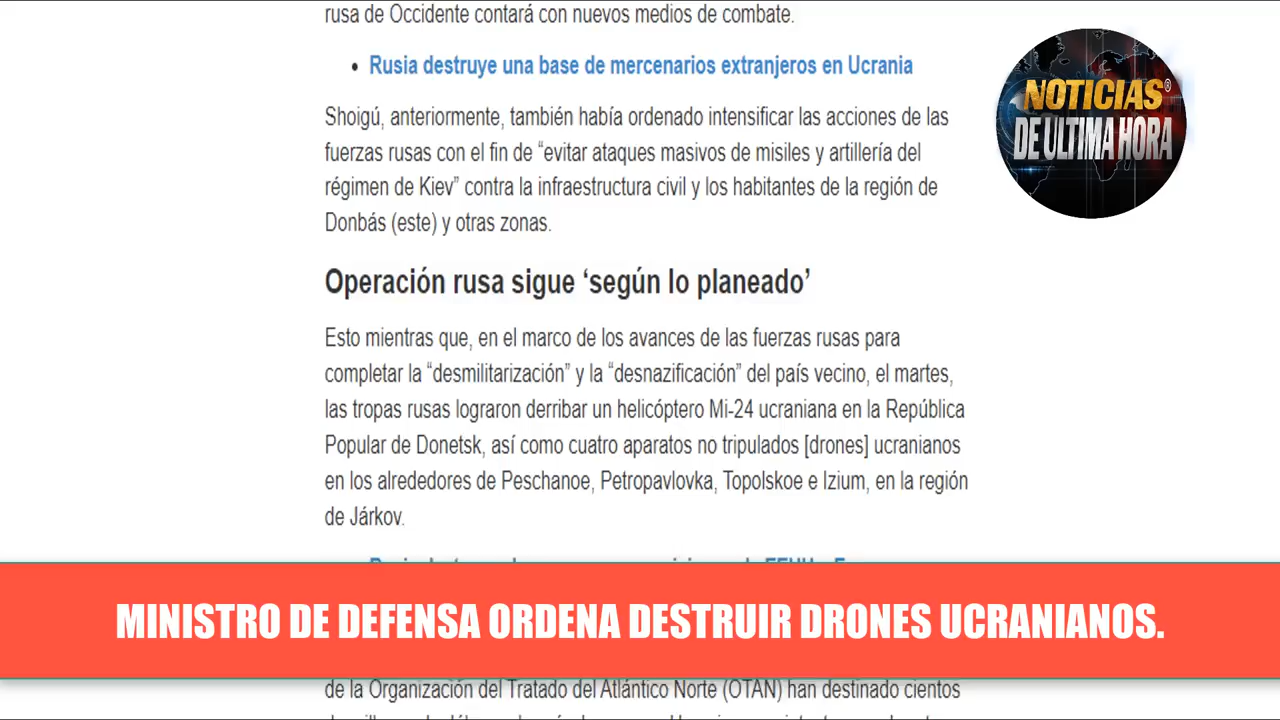 rusa de Occidente contará con nuevos medios de combate.
Rusia destruye una base de mercenarios extranjeros en Ucrania
NOTICIAS®
DE ULTIMA HORA
Shoigú, anteriormente, también había ordenado intensificar las acciones de las
fuerzas rusas con el fin de “evitar ataques masivos de misiles y artillería del
régimen de Kiev” contra la infraestructura civil y los habitantes de la región de
Donbás (este) y otras zonas.
Operación rusa sigue ‘según lo planeado’
Esto mientras que, en el marco de los avances de las fuerzas rusas para
completar la “desmilitarización” y la “desnazificación” del país vecino, el martes,
las tropas rusas lograron derribar un helicóptero Mi-24 ucraniana en la República
Popular de Donetsk, así como cuatro aparatos no tripulados [drones] ucranianos
en los alrededores de Peschanoe, Petropavlovka, Topolskoe e Izium, en la región
de Járkov.
MINISTRO DE DEFENSA ORDENA DESTRUIR DRONES UCRANIANOS.
de la Organización del Tratado del Atlántico Norte (OTAN) han destinado cientos